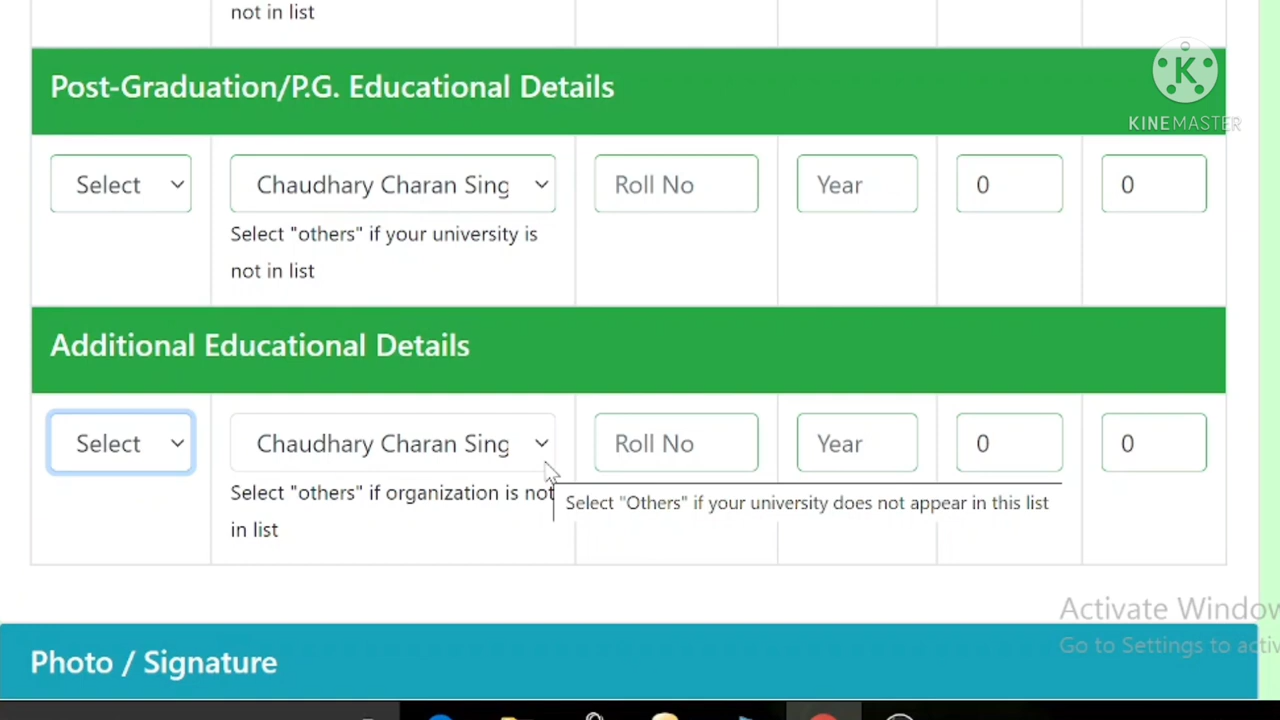 not in list
Post-Graduation/P.G. Educational Details
KINEMASTER
Select
Chaudhary Charan Sing
Roll No
Year
0
0
Select "others" if your university is
not in list
Additional Educational Details
Select
Chaudhary Charan Sing
Roll No
Year
0
0
Select "others" if organization is not
in list
Select "Others" if your university does not appear in this list
Activate Window
Go to Settings to activ
Photo / Signature